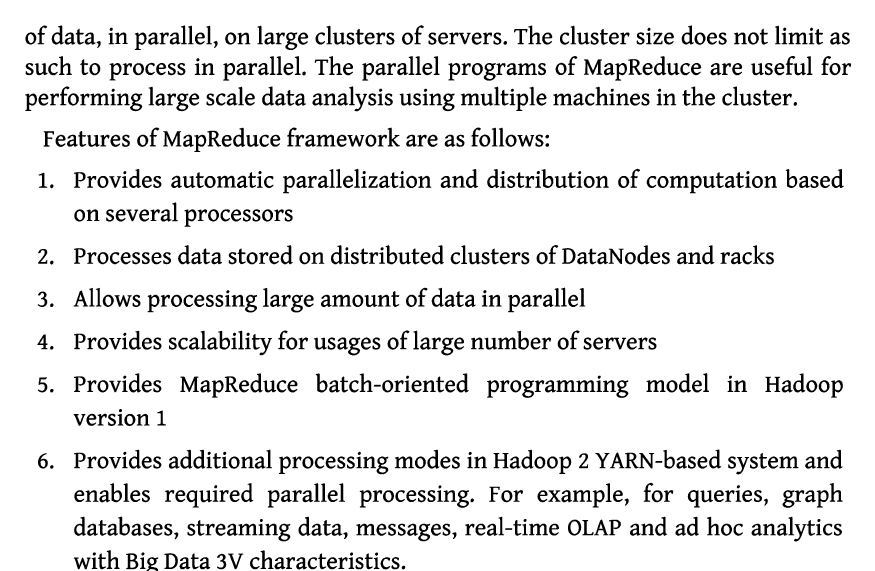 of data, in parallel, on large clusters of servers. The cluster size does not limit as
such to process in parallel. The parallel programs of MapReduce are useful for
performing large scale data analysis using multiple machines in the cluster.
Features of MapReduce framework are as follows:
1. Provides automatic parallelization and distribution of computation based
on several processors
2. Processes data stored on distributed clusters of DataNodes and racks
3. Allows processing large amount of data in parallel
4. Provides scalability for usages of large number of servers
5. Provides MapReduce batch-oriented programming model in Hadoop
version 1
6. Provides additional processing modes in Hadoop 2 YARN-based system and
enables required parallel processing. For example, for queries, graph
databases, streaming data, messages, real-time OLAP and ad hoc analytics
with Big Data 3V characteristics.